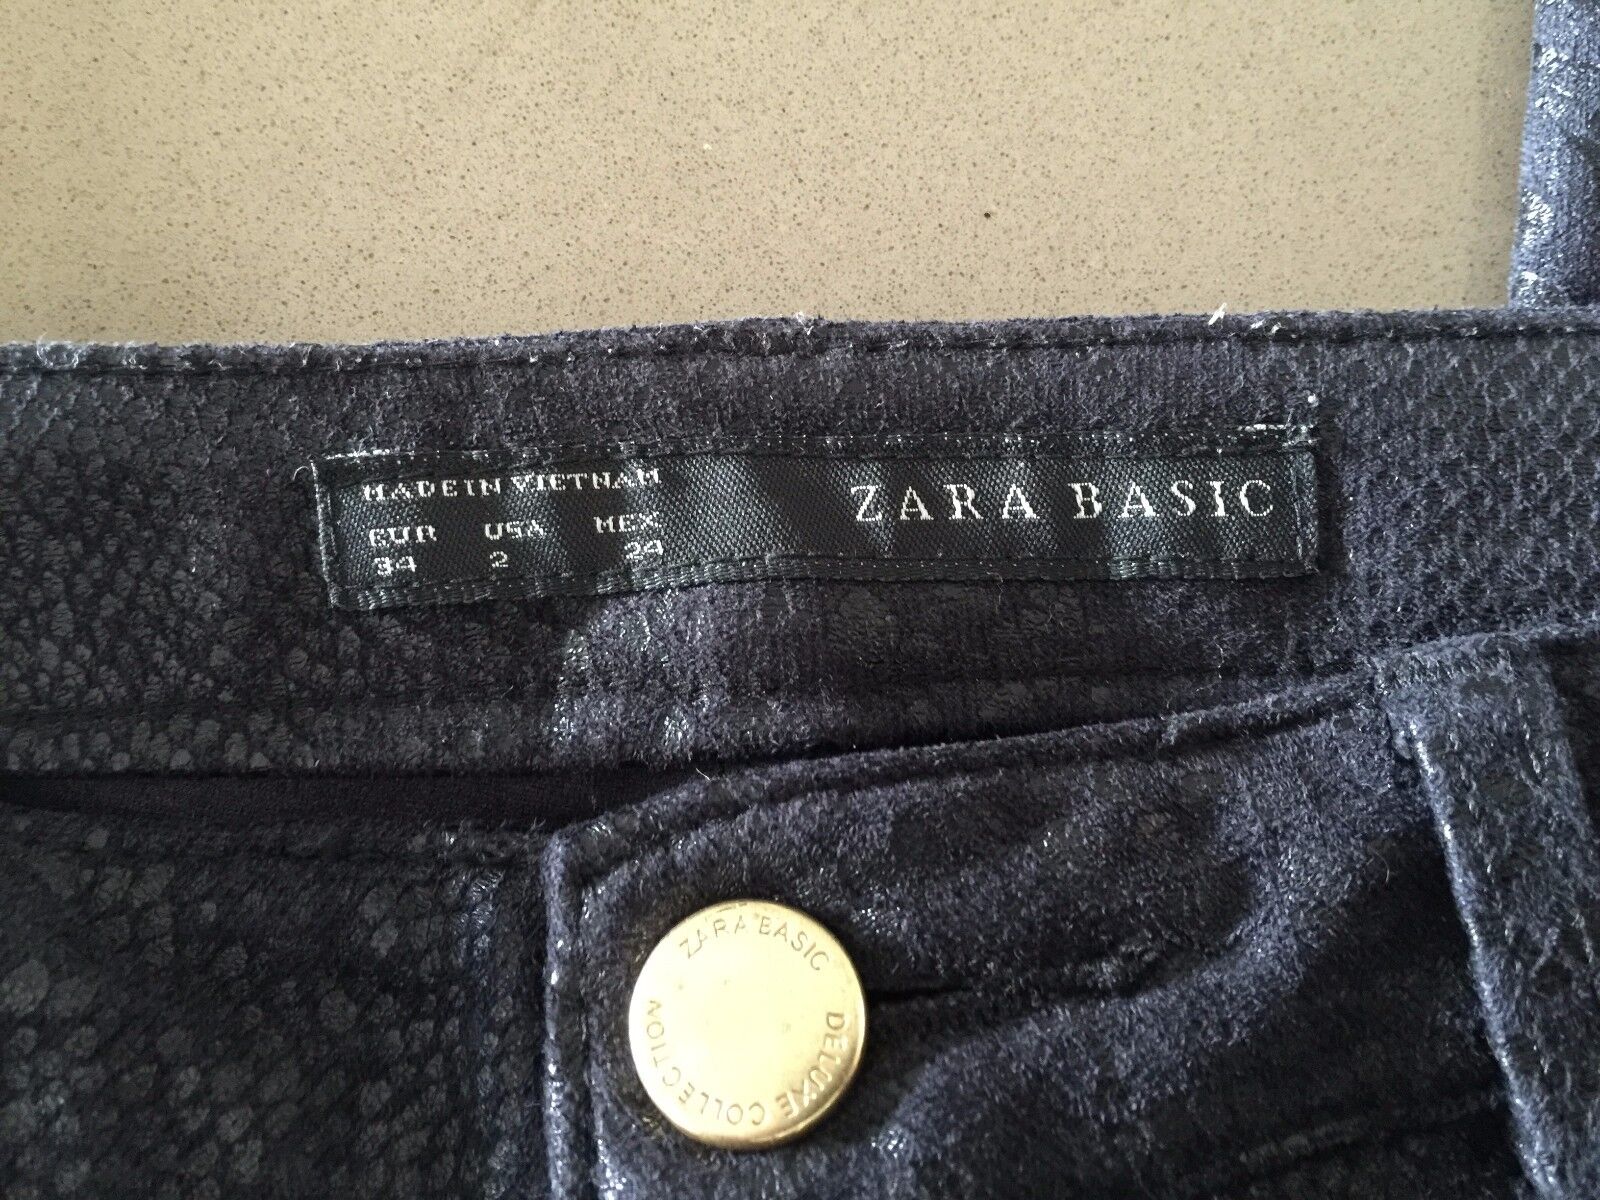 MADE IN VIETNAM
EUR USA MEX
34 2 24
ZARA BASIC
ZARA BASIC
DELUXE COLLECTION